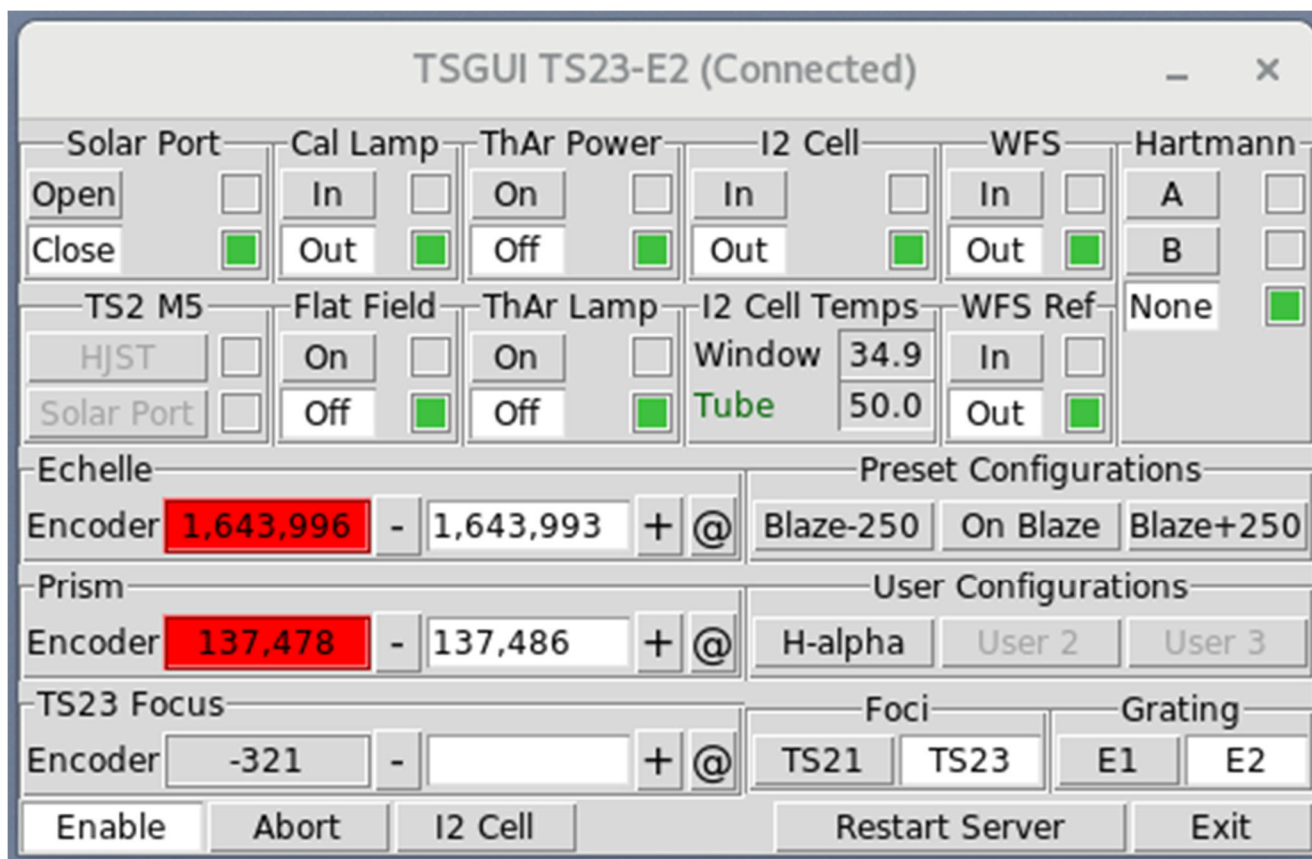 TSGUI TS23-E2 (Connected)
Solar Port Cal Lamp ThAr Power I2 Cell WFS Hartmann
Open In On In In A
Close Out Off Out Out B
TS2 M5 Flat Field ThAr Lamp I2 Cell Temps WFS Ref None
HJST On On Window 34.9 In
Solar Port Off Off Tube 50.0 Out
Echelle Preset Configurations
Encoder 1,643,996 - 1,643,993 + @ Blaze-250 On Blaze Blaze+250
Prism User Configurations
Encoder 137,478 - 137,486 + @ H-alpha User 2 User 3
TS23 Focus Foci Grating
Encoder -321 - + @ TS21 TS23 E1 E2
Enable Abort I2 Cell Restart Server Exit